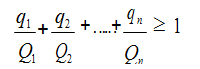 q₁/Q₁ + q₂/Q₂ + ..... + qₙ/Qₙ ≥ 1